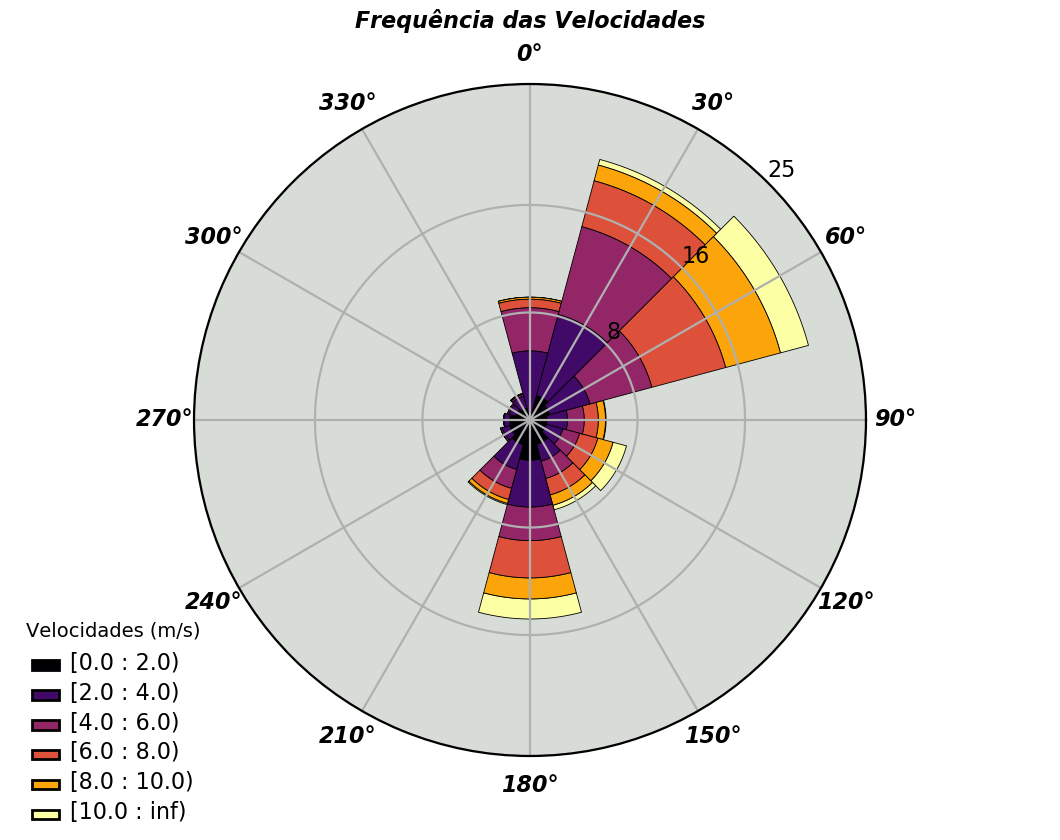 Frequência das Velocidades
0°
330°
30°
25
300°
60°
16
8
270°
90°
240°
120°
210°
150°
180°
Velocidades (m/s)
[0.0 : 2.0)
[2.0 : 4.0)
[4.0 : 6.0)
[6.0 : 8.0)
[8.0 : 10.0)
[10.0 : inf)